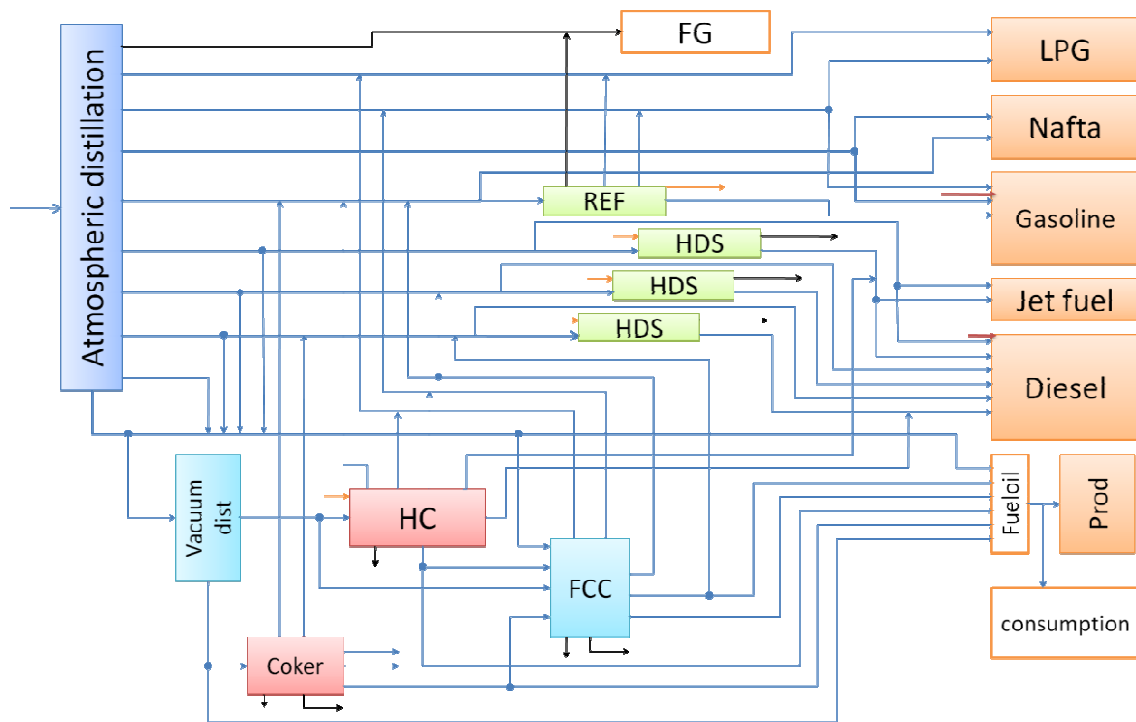 Atmospheric distillation
FG
LPG
Nafta
REF
Gasoline
HDS
HDS
Jet fuel
HDS
Diesel
Vacuum
dist
HC
Fueloil
Prod
FCC
consumption
Coker